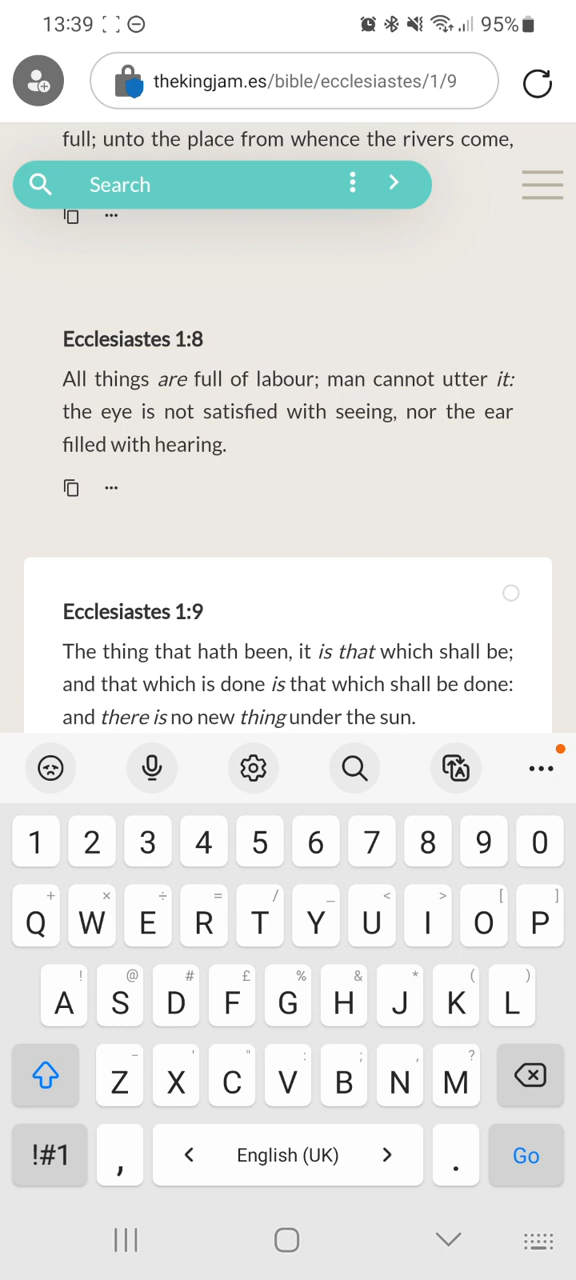 13:39
95%
thekingjam.es/bible/ecclesiastes/1/9
full; unto the place from whence the rivers come,
Search
Ecclesiastes 1:8
All things are full of labour; man cannot utter it:
the eye is not satisfied with seeing, nor the ear
filled with hearing.
Ecclesiastes 1:9
The thing that hath been, it is that which shall be;
and that which is done is that which shall be done:
and there is no new thing under the sun.
1 2 3 4 5 6 7 8 9 0
+ × ÷ = / _ < > [ ]
Q W E R T Y U I O P
! @ # £ % & * ( )
A S D F G H J K L
- ' " : ; , ?
Z X C V B N M
!#1 , < English (UK) > . Go